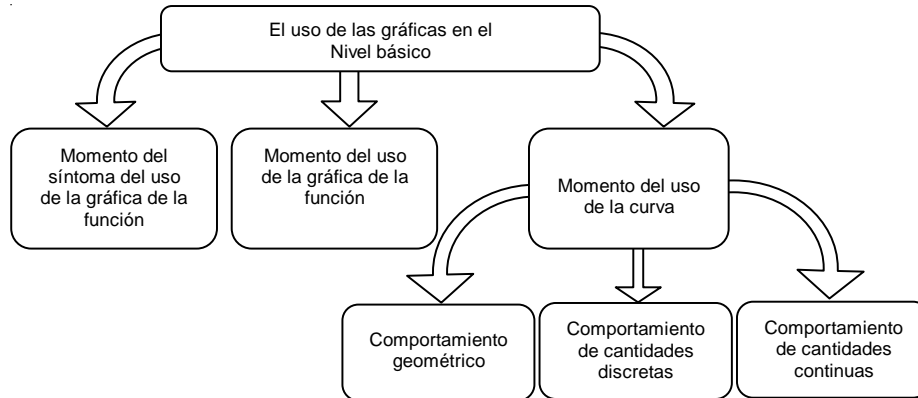 El uso de las gráficas en el
Nivel básico
Momento del
síntoma del uso
de la gráfica de la
función
Momento del uso
de la gráfica de la
función
Momento del uso
de la curva
Comportamiento
geométrico
Comportamiento
de cantidades
discretas
Comportamiento
de cantidades
continuas